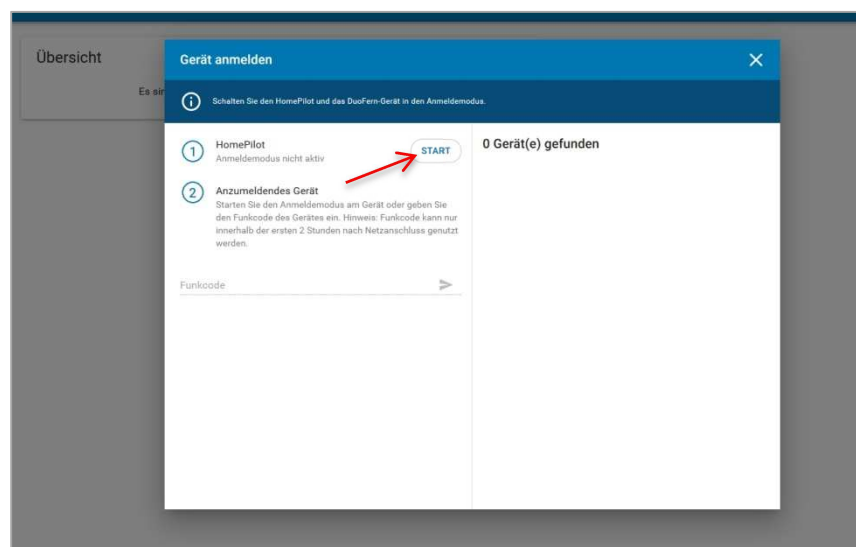 Übersicht
Gerät anmelden
Es sin
Schalten Sie den HomePilot und das DuoFern-Gerät in den Anmeldemodus.
1
HomePilot
Anmeldemodus nicht aktiv
START
2
Anzumeldendes Gerät
Starten Sie den Anmeldemodus am Gerät oder geben Sie
den Funkcode des Gerätes ein. Hinweis: Funkcode kann nur
innerhalb der ersten 2 Stunden nach Netzanschluss genutzt
werden.
Funkcode
0 Gerät(e) gefunden